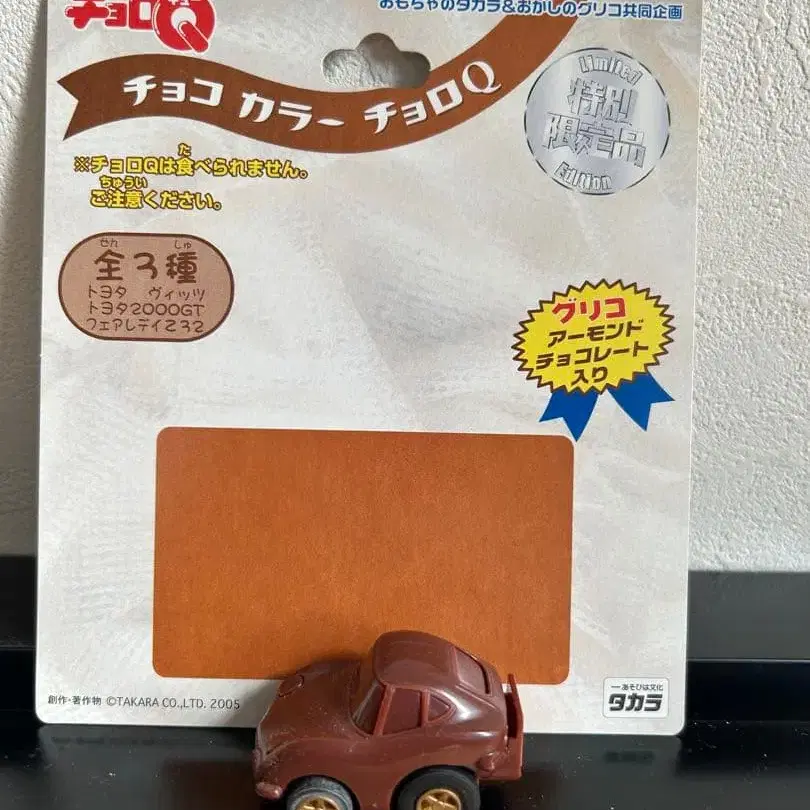 チョロQ
おもちゃのタカラ&おかしのグリコ共同企画
チョコ カラー チョロQ
Limited
特別
限定品
Edition
※チョロQは食べられません。
た
ご注意ください。
ちゅうい
全3種
せん しゅ
トヨタ ヴィッツ
トヨタ2000GT
フェアレディZ32
グリコ
アーモンド
チョコレート
入り
創作・著作物 ©TAKARA CO.,LTD. 2005
あそびは文化
タカラ